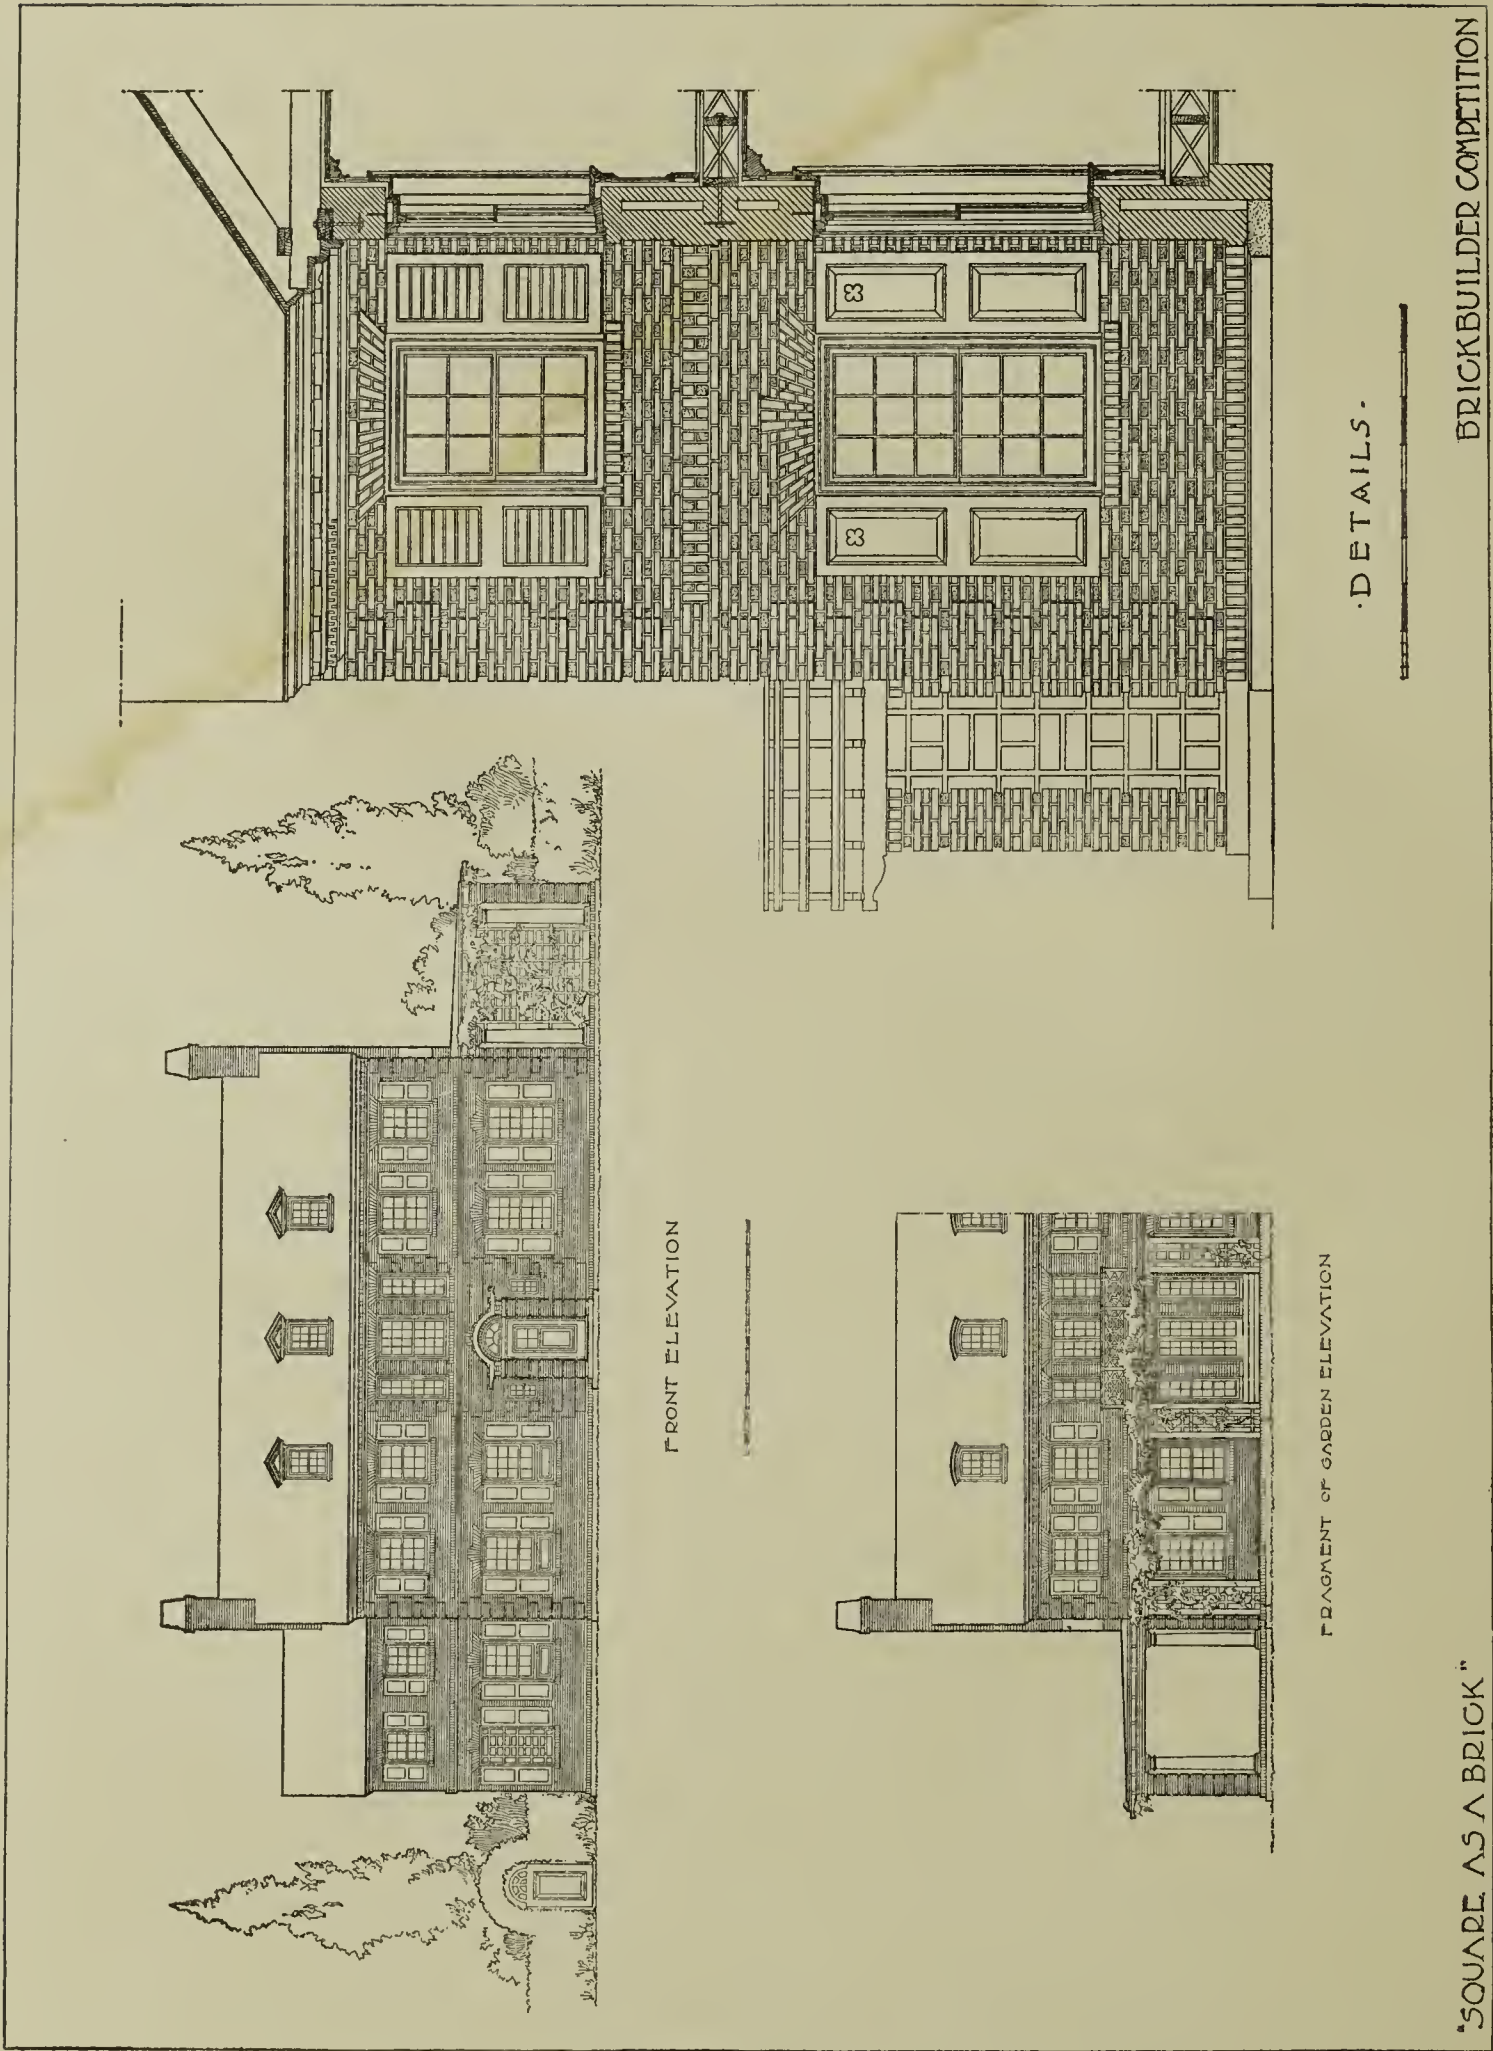 FRONT ELEVATION
FRAGMENT OF GARDEN ELEVATION
·DETAILS·
"SQUARE AS A BRICK"
BRICKBUILDER COMPETITION